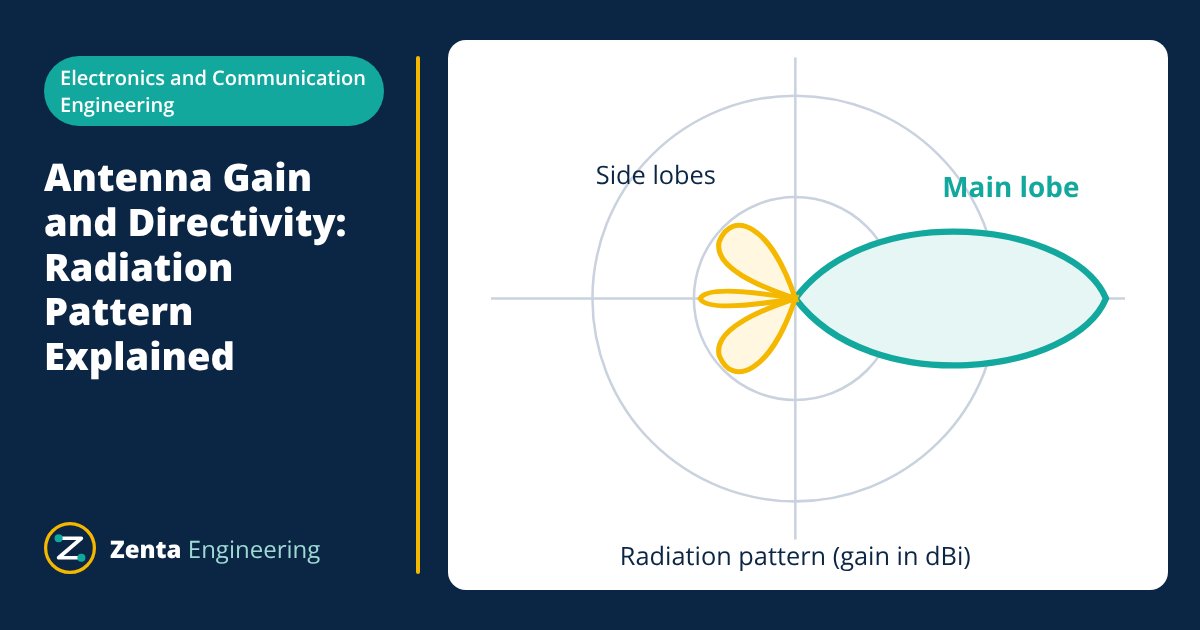 Electronics and Communication
Engineering
Antenna Gain
and Directivity:
Radiation
Pattern
Explained
Zenta Engineering
Side lobes
Main lobe
Radiation pattern (gain in dBi)